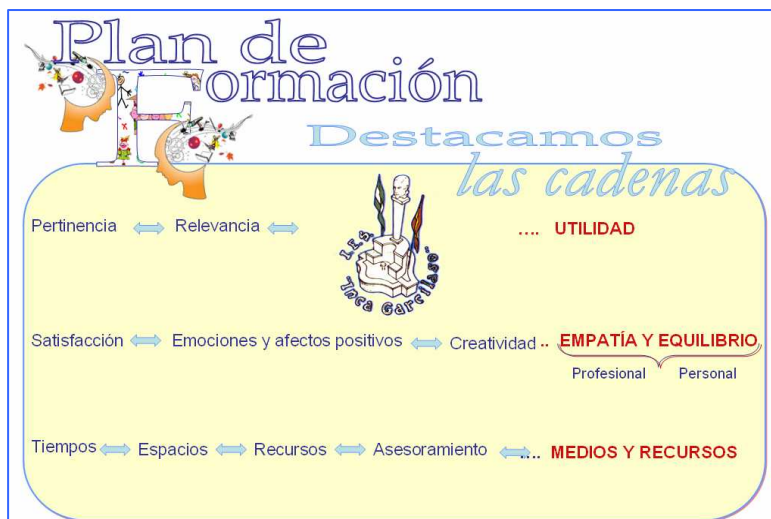 Plan de
Formación
Destacamos
las cadenas
Pertinencia Relevancia .... UTILIDAD
I.E.S.
Inca Garcilaso
Satisfacción Emociones y afectos positivos Creatividad .. EMPATÍA Y EQUILIBRIO
Profesional Personal
Tiempos Espacios Recursos Asesoramiento .... MEDIOS Y RECURSOS